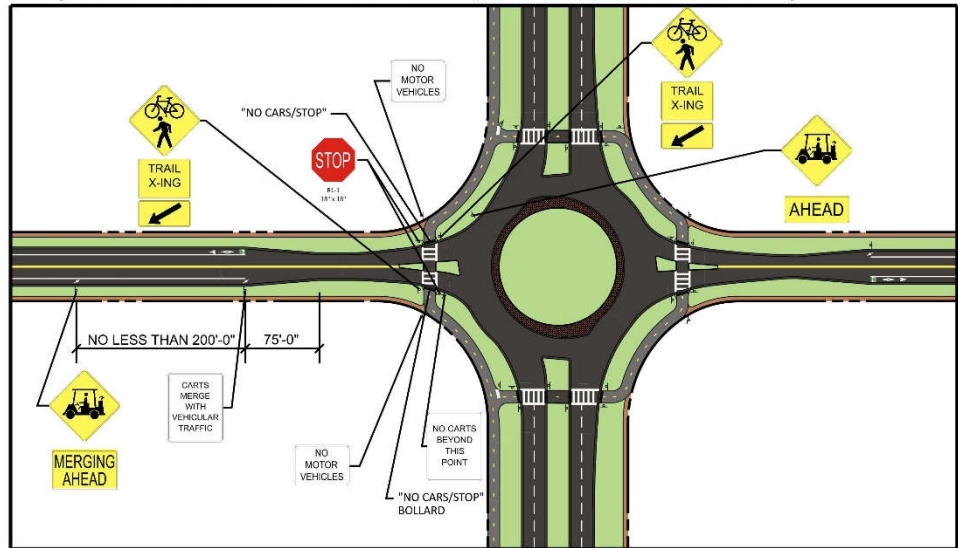 NO
MOTOR
VEHICLES
"NO CARS/STOP"
TRAIL
X-ING
STOP
R1-1
18" x 18"
TRAIL
X-ING
AHEAD
NO LESS THAN 200'-0"
75'-0"
MERGING
AHEAD
CARTS
MERGE
WITH
VEHICULAR
TRAFFIC
NO
MOTOR
VEHICLES
NO CARTS
BEYOND
THIS
POINT
"NO CARS/STOP"
BOLLARD